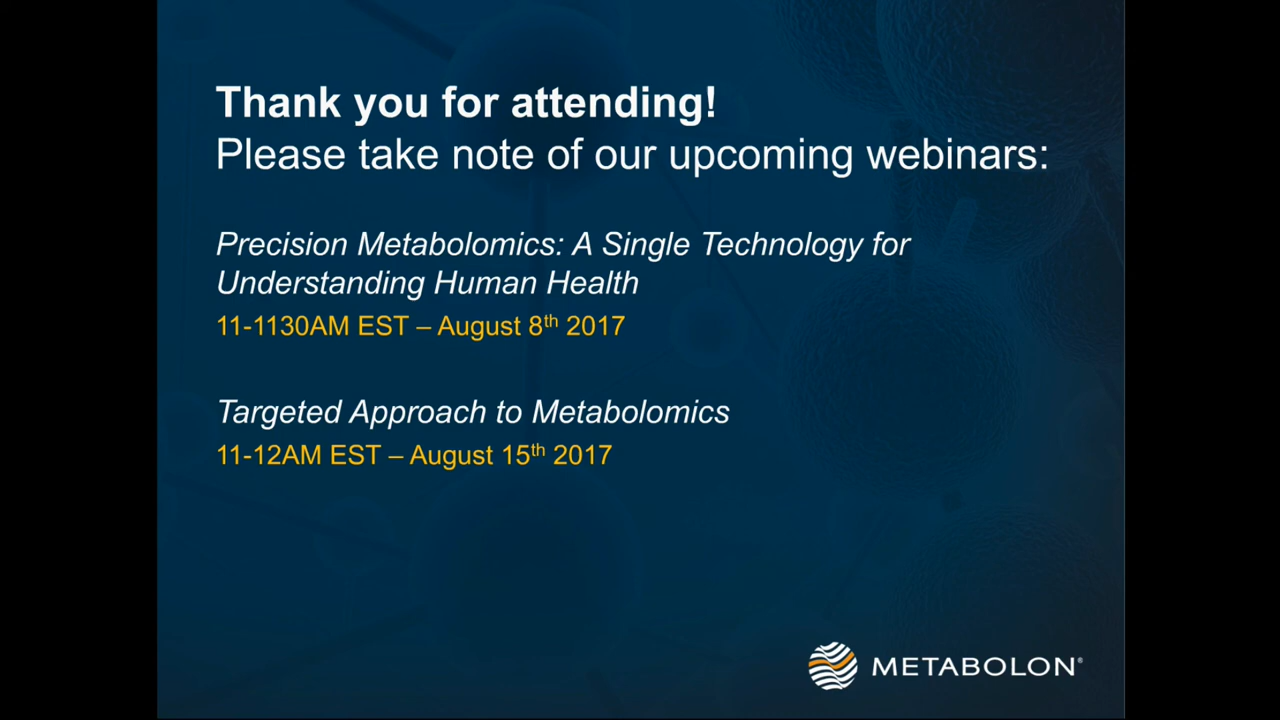 Thank you for attending!
Please take note of our upcoming webinars:
Precision Metabolomics: A Single Technology for
Understanding Human Health
11-1130AM EST – August 8th 2017
Targeted Approach to Metabolomics
11-12AM EST – August 15th 2017
METABOLON®